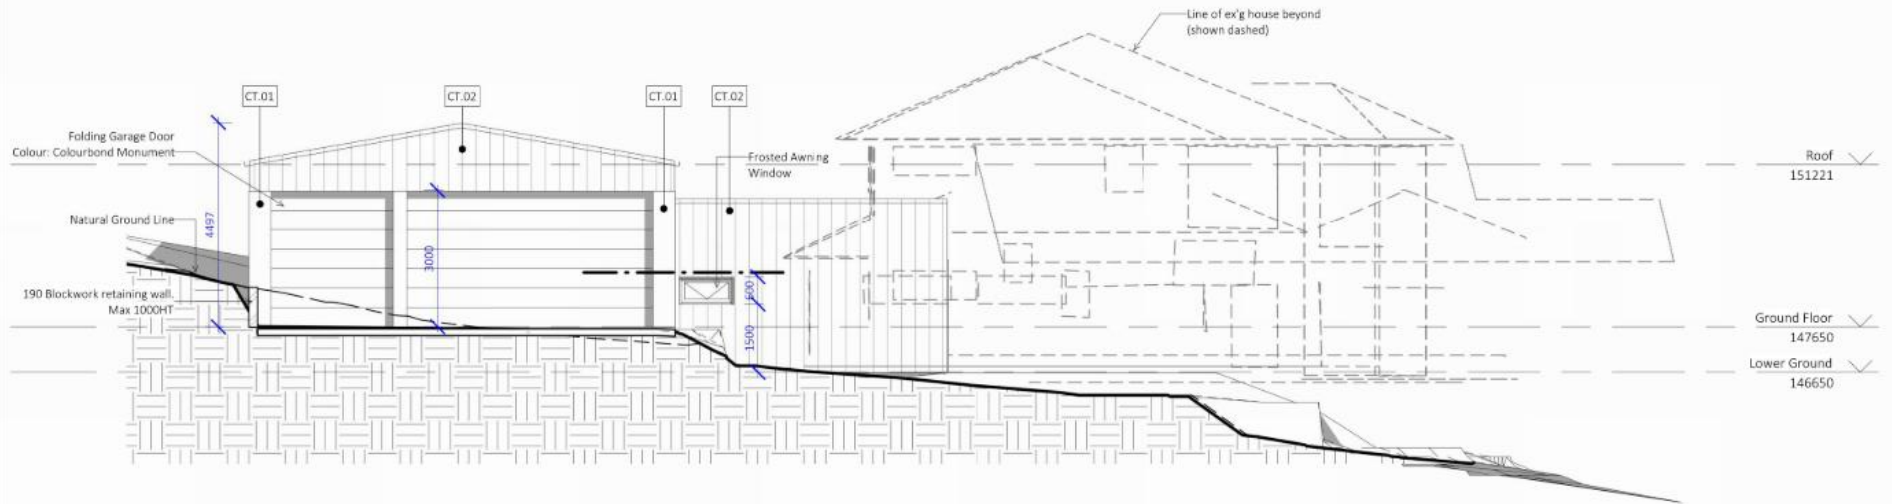 Line of ex'g house beyond
(shown dashed)
CT.01
CT.02
CT.01
CT.02
Folding Garage Door
Colour: Colourbond Monument
Frosted Awning
Window
Roof
151221
Natural Ground Line
4497
3000
600
1500
190 Blockwork retaining wall.
Max 1000HT
Ground Floor
147650
Lower Ground
146650